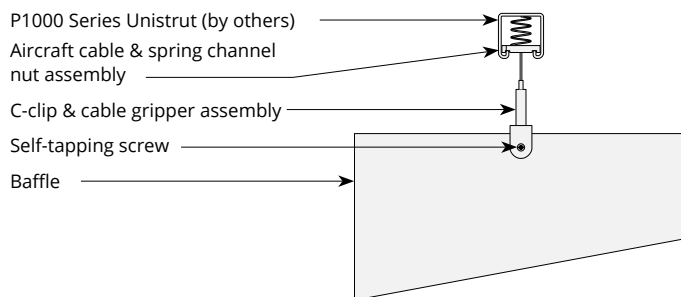 P1000 Series Unistrut (by others)
Aircraft cable & spring channel
nut assembly
C-clip & cable gripper assembly
Self-tapping screw
Baffle